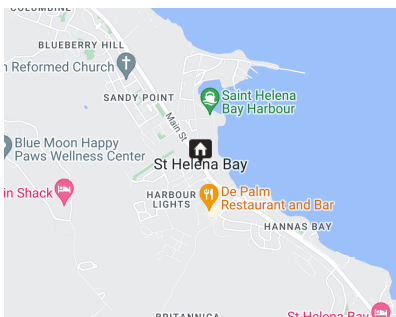 COLUMBINE
BLUEBERRY HILL
n Reformed Church
SANDY POINT
Saint Helena
Bay Harbour
Main St
Blue Moon Happy
Paws Wellness Center
St Helena Bay
in Shack
HARBOUR
LIGHTS
De Palm
Restaurant and Bar
HANNAS BAY
St Helena Bay
BRITANNICA